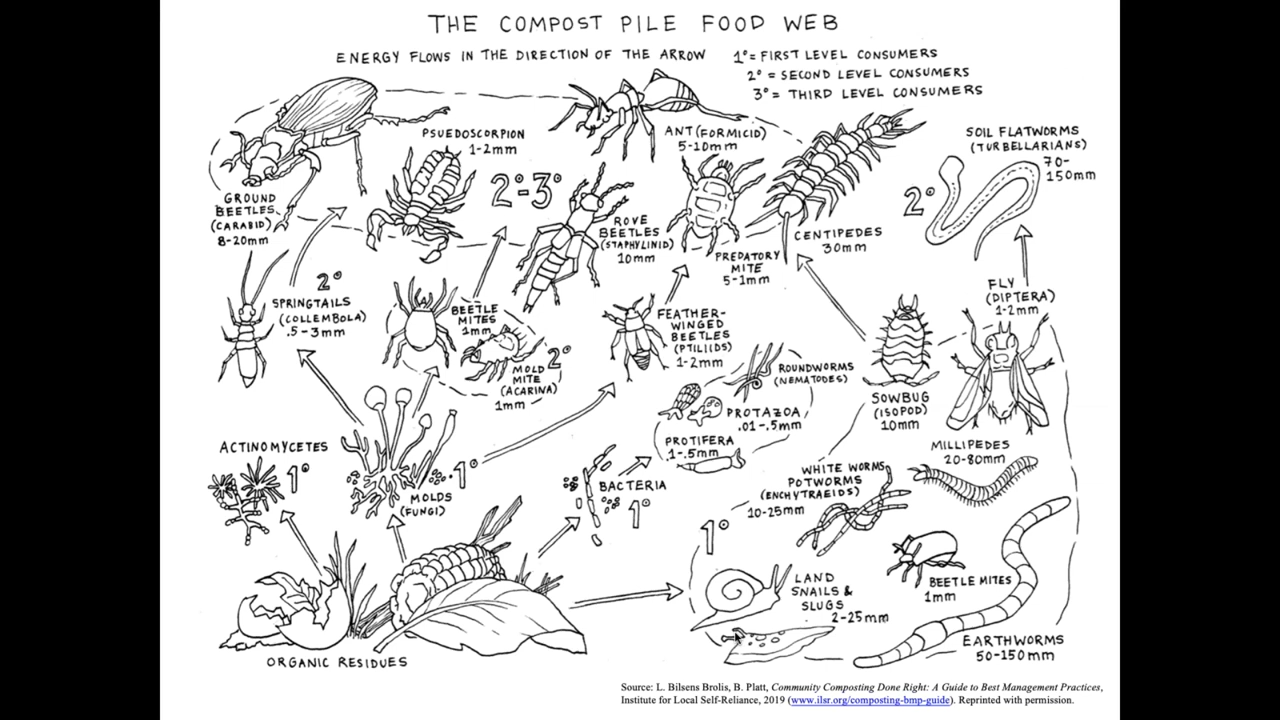 THE COMPOST PILE FOOD WEB
ENERGY FLOWS IN THE DIRECTION OF THE ARROW
1° = FIRST LEVEL CONSUMERS
2° = SECOND LEVEL CONSUMERS
3° = THIRD LEVEL CONSUMERS
GROUND
BEETLES
(CARABID)
8-20mm
PSUEDOSCORPION
1-2mm
2°-3°
ANT (FORMICID)
5-10mm
ROVE
BEETLES
(STAPHYLINID)
10mm
PREDATORY
MITE
5-1mm
CENTIPEDES
30mm
SOIL FLATWORMS
(TURBELLARIANS)
70-
150mm
2°
2°
SPRINGTAILS
(COLLEMBOLA)
.5-3mm
BEETLE
MITES
1mm
2°
MOLD
MITE
(ACARINA)
1mm
FEATHER-
WINGED
BEETLES
(PTILIIDS)
1-2mm
FLY
(DIPTERA)
1-2mm
ROUNDWORMS
(NEMATODES)
PROTAZOA
.01-.5mm
PROTIFERA
1-.5mm
SOWBUG
(ISOPOD)
10mm
ACTINOMYCETES
1°
1°
MOLDS
(FUNGI)
BACTERIA
1°
MILLIPEDES
20-80mm
WHITE WORMS
POTWORMS
(ENCHYTRAEIDS)
10-25mm
1°
LAND
SNAILS &
SLUGS
2-25mm
BEETLE MITES
1mm
EARTHWORMS
50-150mm
ORGANIC RESIDUES
Source: L. Bilsens Brolis, B. Platt, Community Composting Done Right: A Guide to Best Management Practices,
Institute for Local Self-Reliance, 2019 (www.ilsr.org/composting-bmp-guide). Reprinted with permission.